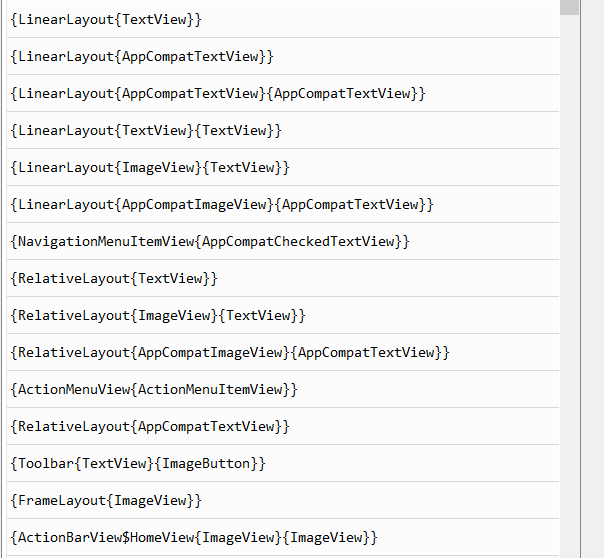 {LinearLayout{TextView}}
{LinearLayout{AppCompatTextView}}
{LinearLayout{AppCompatTextView}{AppCompatTextView}}
{LinearLayout{TextView}{TextView}}
{LinearLayout{ImageView}{TextView}}
{LinearLayout{AppCompatImageView}{AppCompatTextView}}
{NavigationMenuItemView{AppCompatCheckedTextView}}
{RelativeLayout{TextView}}
{RelativeLayout{ImageView}{TextView}}
{RelativeLayout{AppCompatImageView}{AppCompatTextView}}
{ActionMenuView{ActionMenuItemView}}
{RelativeLayout{AppCompatTextView}}
{Toolbar{TextView}{ImageButton}}
{FrameLayout{ImageView}}
{ActionBarView$HomeView{ImageView}{ImageView}}